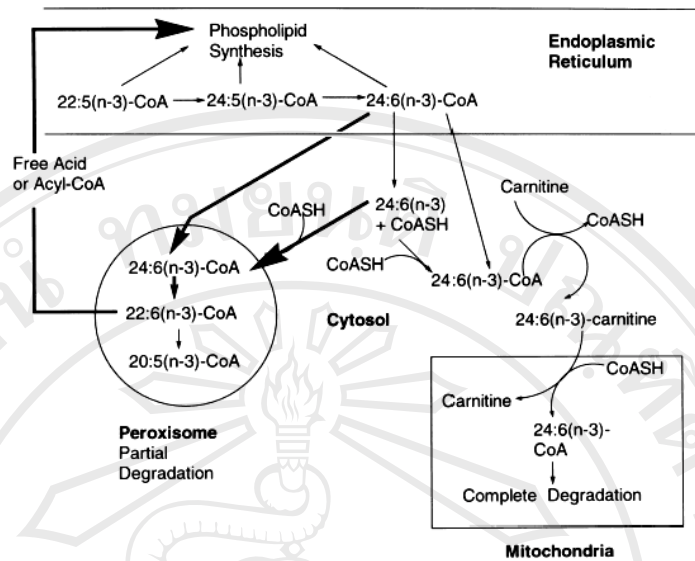 Phospholipid
Synthesis
Endoplasmic
Reticulum
22:5(n-3)-CoA
24:5(n-3)-CoA
24:6(n-3)-CoA
Free Acid
or Acyl-CoA
CoASH
24:6(n-3)
+ CoASH
Carnitine
CoASH
24:6(n-3)-CoA
CoASH
24:6(n-3)-CoA
22:6(n-3)-CoA
Cytosol
24:6(n-3)-carnitine
20:5(n-3)-CoA
CoASH
Carnitine
Peroxisome
Partial
Degradation
24:6(n-3)-
CoA
Complete Degradation
Mitochondria